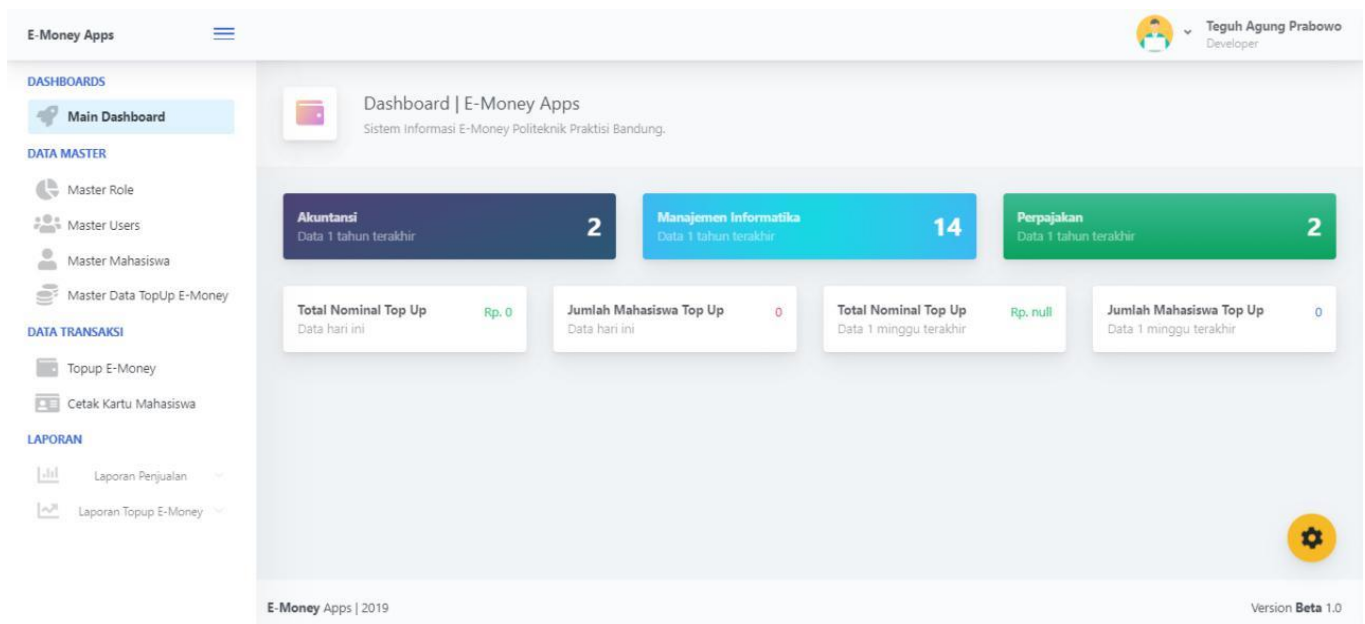 E-Money Apps
Teguh Agung Prabowo
Developer
DASHBOARDS
Main Dashboard
DATA MASTER
Master Role
Master Users
Master Mahasiswa
Master Data TopUp E-Money
DATA TRANSAKSI
Topup E-Money
Cetak Kartu Mahasiswa
LAPORAN
Laporan Penjualan
Laporan Topup E-Money
Dashboard | E-Money Apps
Sistem Informasi E-Money Politeknik Praktisi Bandung.
Akuntansi
Data 1 tahun terakhir
2
Manajemen Informatika
Data 1 tahun terakhir
14
Perpajakan
Data 1 tahun terakhir
2
Total Nominal Top Up
Data hari ini
Rp. 0
Jumlah Mahasiswa Top Up
Data hari ini
0
Total Nominal Top Up
Data 1 minggu terakhir
Rp. null
Jumlah Mahasiswa Top Up
Data 1 minggu terakhir
0
E-Money Apps | 2019
Version Beta 1.0